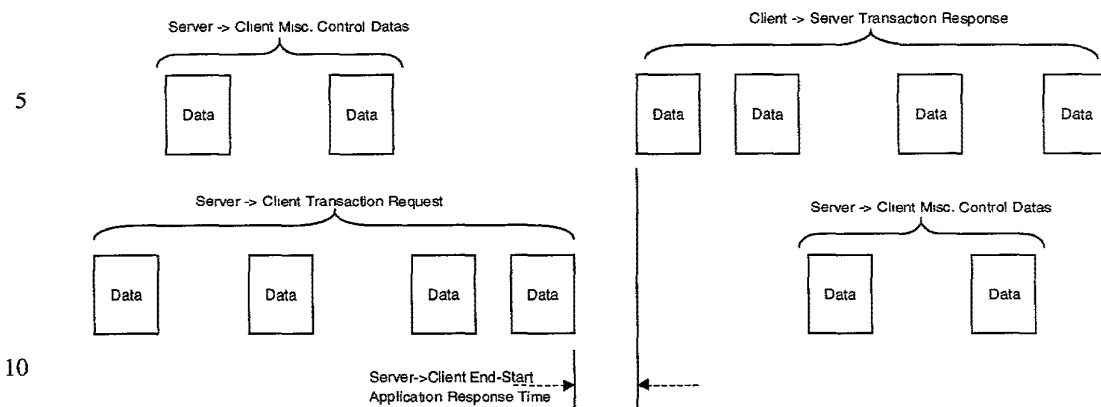 Server -> Client Misc. Control Datas
Client -> Server Transaction Response
5
Data Data Data Data Data Data
Server -> Client Transaction Request
Server -> Client Misc. Control Datas
Data Data Data Data Data Data
10
Server->Client End-Start
Application Response Time